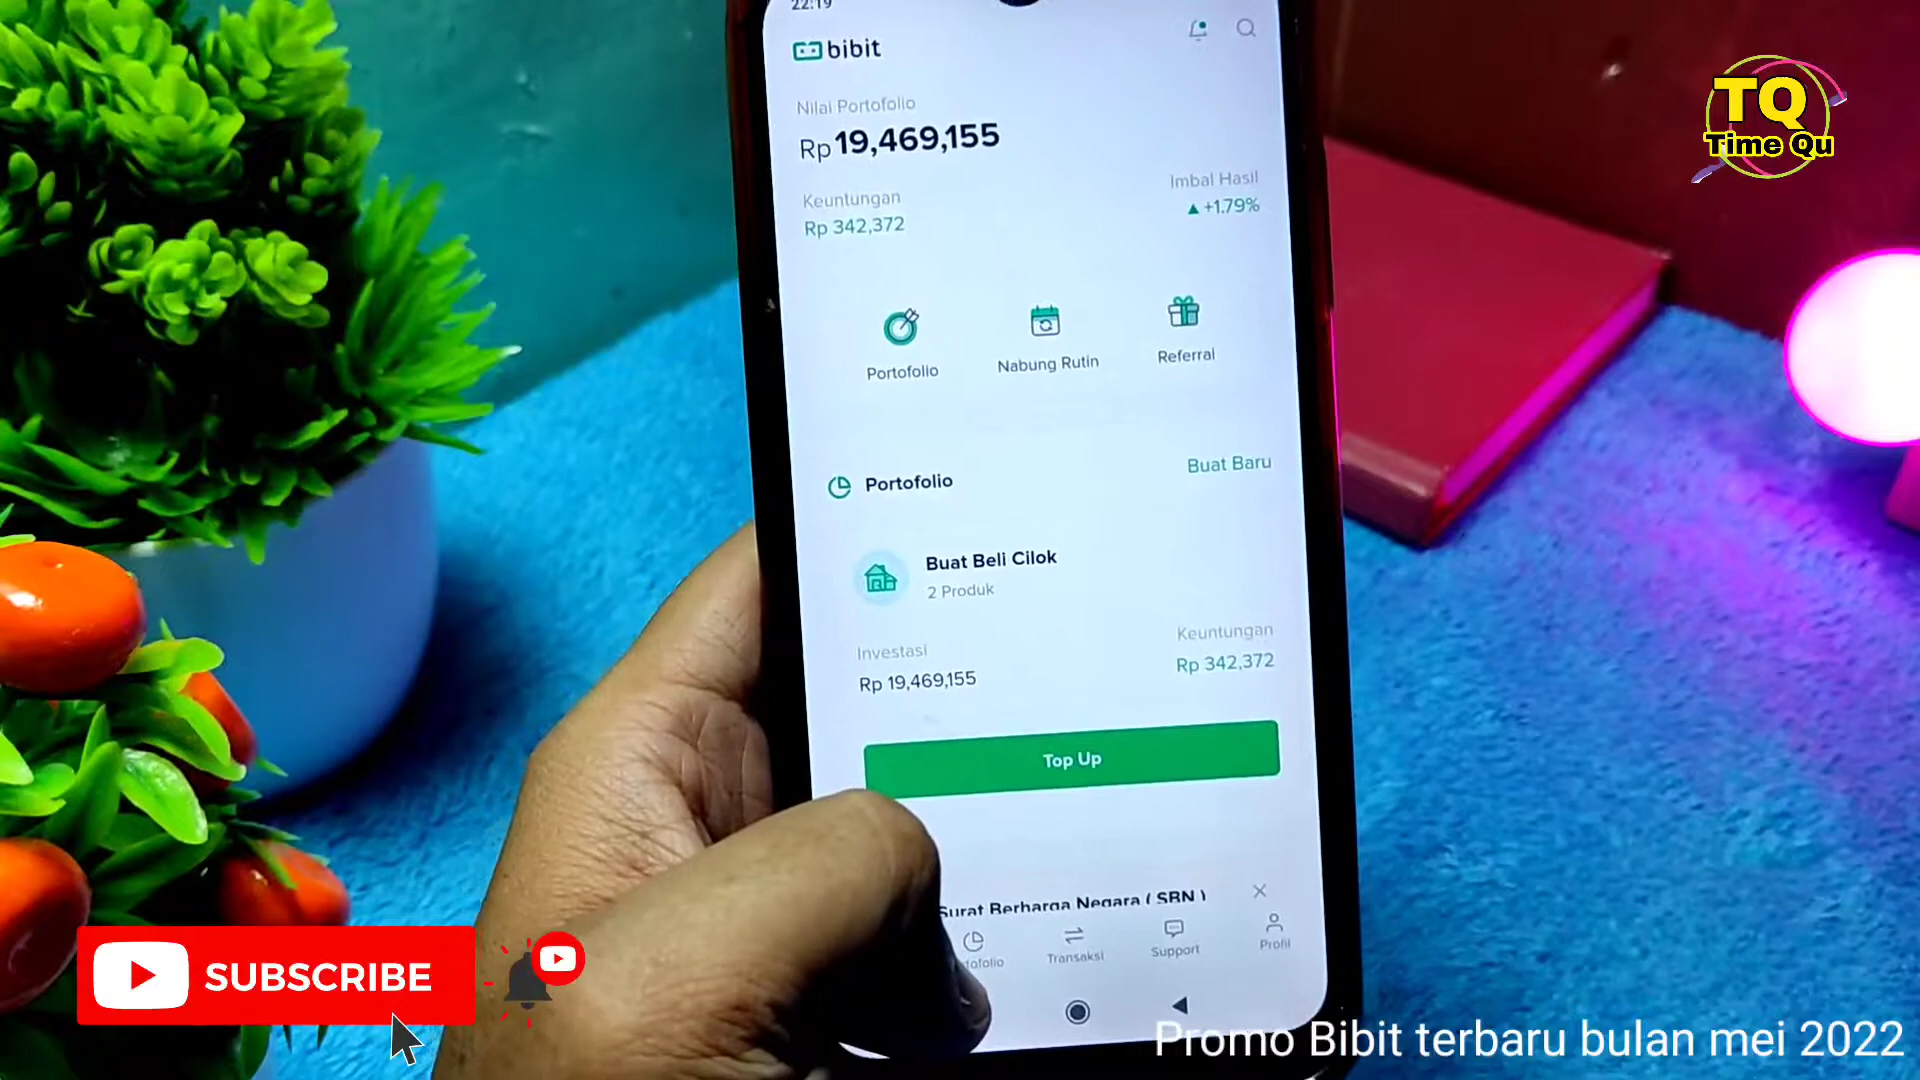 22:19
bibit
Nilai Portofolio
Rp 19,469,155
Keuntungan
Rp 342,372
Imbal Hasil
▲ +1.79%
Portofolio
Nabung Rutin
Referral
Portofolio
Buat Baru
Buat Beli Cilok
2 Produk
Investasi
Rp 19,469,155
Keuntungan
Rp 342,372
Top Up
Surat Berharga Negara ( SBN )
tofolio
Transaksi
Support
Profil
TQ
Time Qu
SUBSCRIBE
Promo Bibit terbaru bulan mei 2022